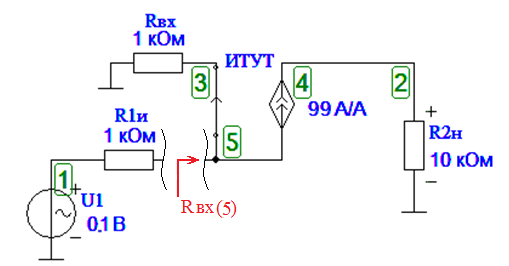 Rвх
1 кОм
ИТУТ
3
4
2
99 А/А
R1и
1 кОм
5
+
R2н
10 кОм
−
1
+
U1
0.1 В
−
Rвх(5)